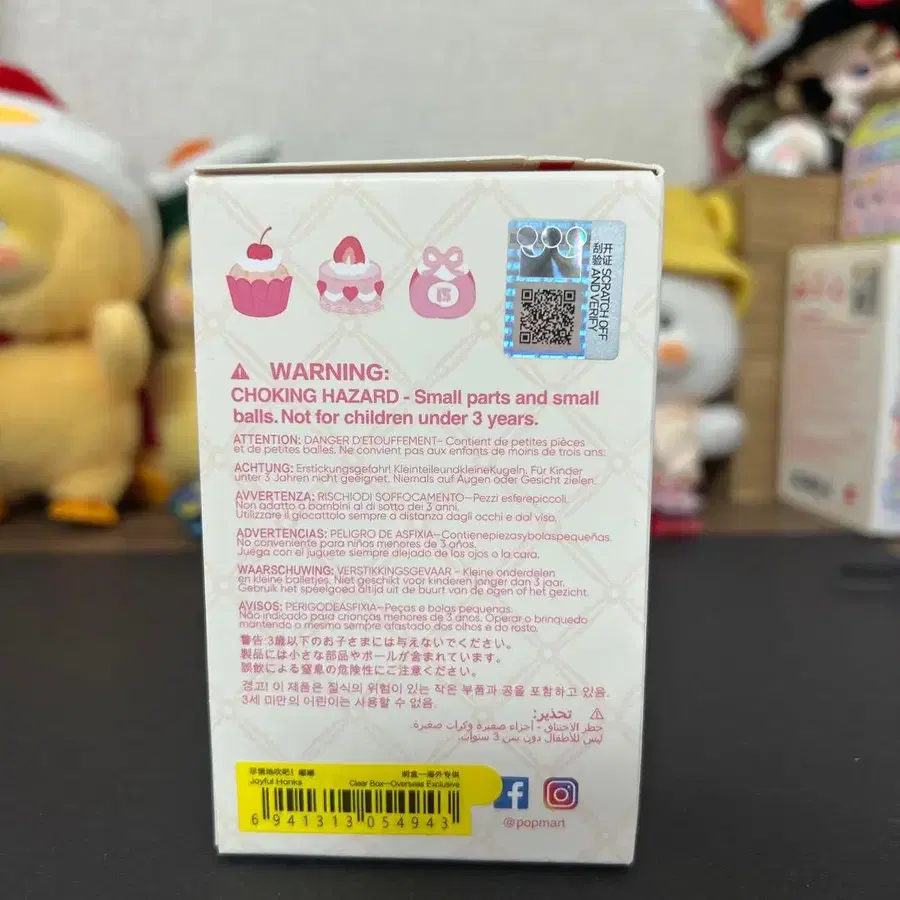 15
刮开
验证
SCRATCH OFF
AND VERIFY
WARNING:
CHOKING HAZARD - Small parts and small
balls. Not for children under 3 years.
ATTENTION: DANGER D'ETOUFFEMENT–Contient de petites pièces
et de petites balles. Ne convient pas aux enfants de moins de trois ans.
ACHTUNG: Erstickungsgefahr! KleinteileundkleineKugeln. Für Kinder
unter 3 Jahren nicht geeignet. Niemals auf Augen oder Gesicht zielen.
AVVERTENZA: RISCHIODI SOFFOCAMENTO–Pezzi esferepiccoli.
Non adatto a bambini al di sotto dei 3 anni.
Utilizzare il giocattolo sempre a distanza dagli occhi e dal viso.
ADVERTENCIAS: PELIGRO DE ASFIXIA–Contienepiezasybolaspequeñas.
No conveniente para niños menores de 3 años.
Juega con el juguete siempre alejado de los ojos o la cara.
WAARSCHUWING: VERSTIKKINGSGEVAAR - Kleine onderdelen
en kleine balletjes. Niet geschikt voor kinderen jonger dan 3 jaar.
Gebruik het speelgoed altijd uit de buurt van de ogen of het gezicht.
AVISOS: PERIGODEASFIXIA–Peças e bolas pequenas.
Não indicado para crianças menores de 3 anos. Operar o brinquedo
mantendo o mesmo sempre afastado dos olhos e do rosto.
警告 3歳以下のお子さまには与えないでください。
製品には小さな部品やボールが含まれています。
誤飲による窒息の危険性にご注意ください。
경고! 이 제품은 질식의 위험이 있는 작은 부품과 공을 포함하고 있음.
3세 미만의 어린이는 사용할 수 없음.
تحذير:
خطر الاختناق - أجزاء صغيرة وكرات صغيرة.
ليس للأطفال دون سن 3 سنوات.
尽情地吹吧! 嘟嘟
明盒—海外专供
Joyful Honks
Clear Box—Overseas Exclusive
6 941313 054943
@popmart